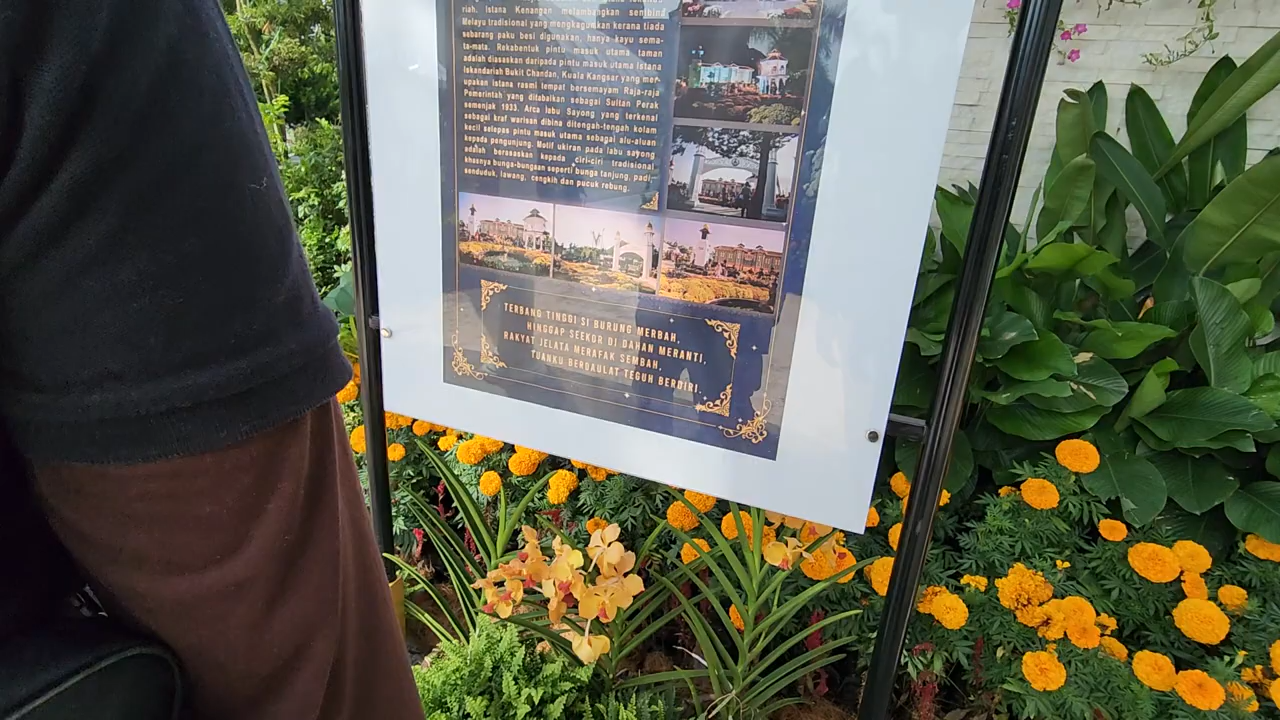 riah. Istana Kenangan melambangkan senibina
Melayu tradisional yang mengkagumkan kerana tiada
sebarang paku besi digunakan, hanya kayu sema-
ta-mata. Rekabentuk pintu masuk utama taman
adalah diasaskan daripada pintu masuk utama Istana
Iskandariah Bukit Chandan, Kuala Kangsar yang mer-
upakan istana rasmi tempat bersemayam Raja-raja
Pemerintah yang ditabalkan sebagai Sultan Perak
semenjak 1933. Arca labu Sayong yang terkenal
sebagai kraf warisan dibina ditengah-tengah kolam
kecil selepas pintu masuk utama sebagai alu-aluan
kepada pengunjung. Motif ukiran pada labu sayong
adalah berasaskan kepada ciri-ciri tradisional
khasnya bunga-bungaan seperti bunga tanjung, padi,
senduduk, lawang, cengkih dan pucuk rebung.
TERBANG TINGGI SI BURUNG MERBAH,
HINGGAP SEEKOR DI DAHAN MERANTI,
RAKYAT JELATA MERAFAK SEMBAH,
TUANKU BERDAULAT TEGUH BERDIRI.